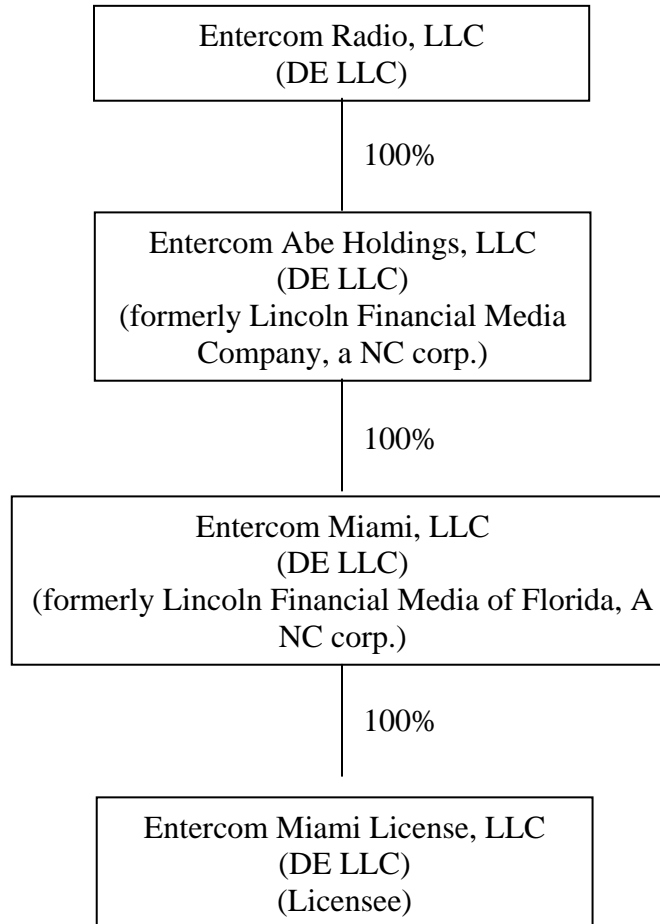 Entercom Radio, LLC
(DE LLC)
100%
Entercom Abe Holdings, LLC
(DE LLC)
(formerly Lincoln Financial Media
Company, a NC corp.)
100%
Entercom Miami, LLC
(DE LLC)
(formerly Lincoln Financial Media of Florida, A
NC corp.)
100%
Entercom Miami License, LLC
(DE LLC)
(Licensee)